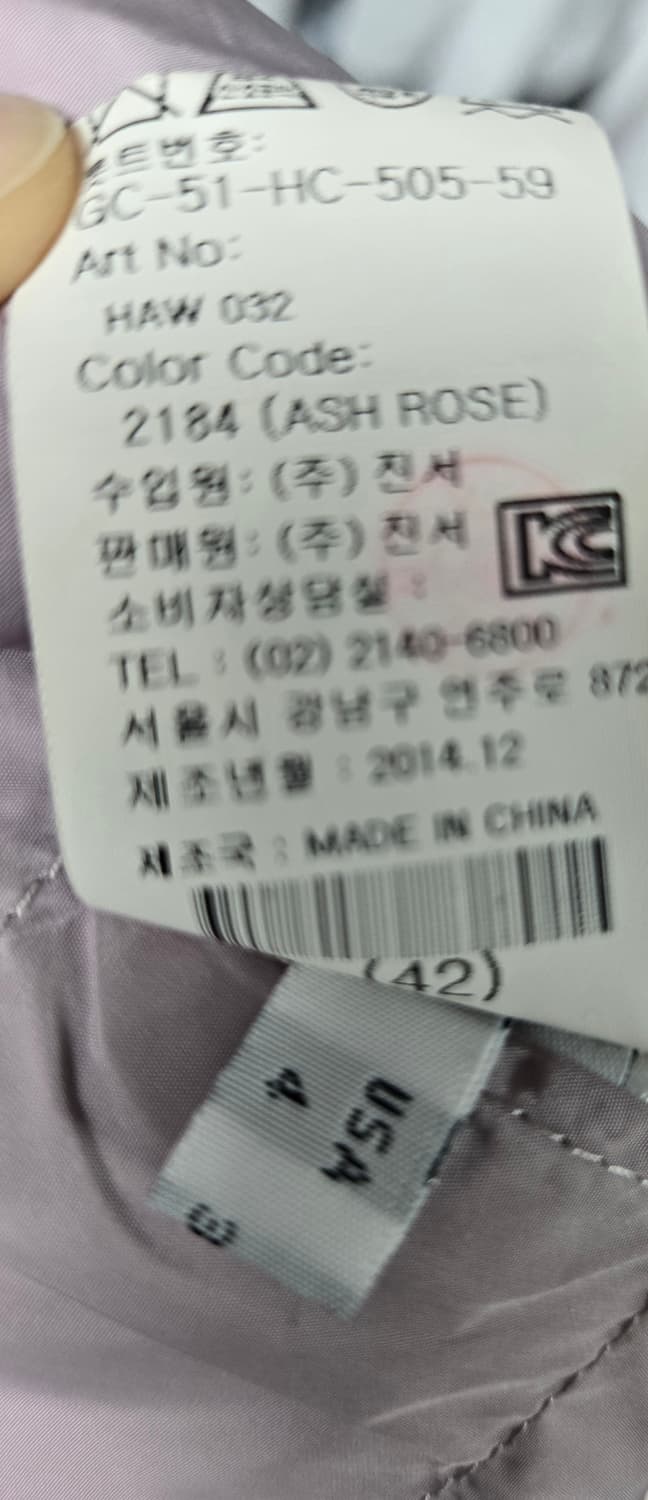 트번호:
GC-51-HC-505-59
Art No:
HAW 032
Color Code:
2184 (ASH ROSE)
수입원: (주) 진서
판매원: (주) 진서
KC
소비자상담실 :
TEL : (02) 2140-6800
서울시 강남구 언주로 872
제조년월 : 2014.12
제조국 : MADE IN CHINA
(42)
USA
4